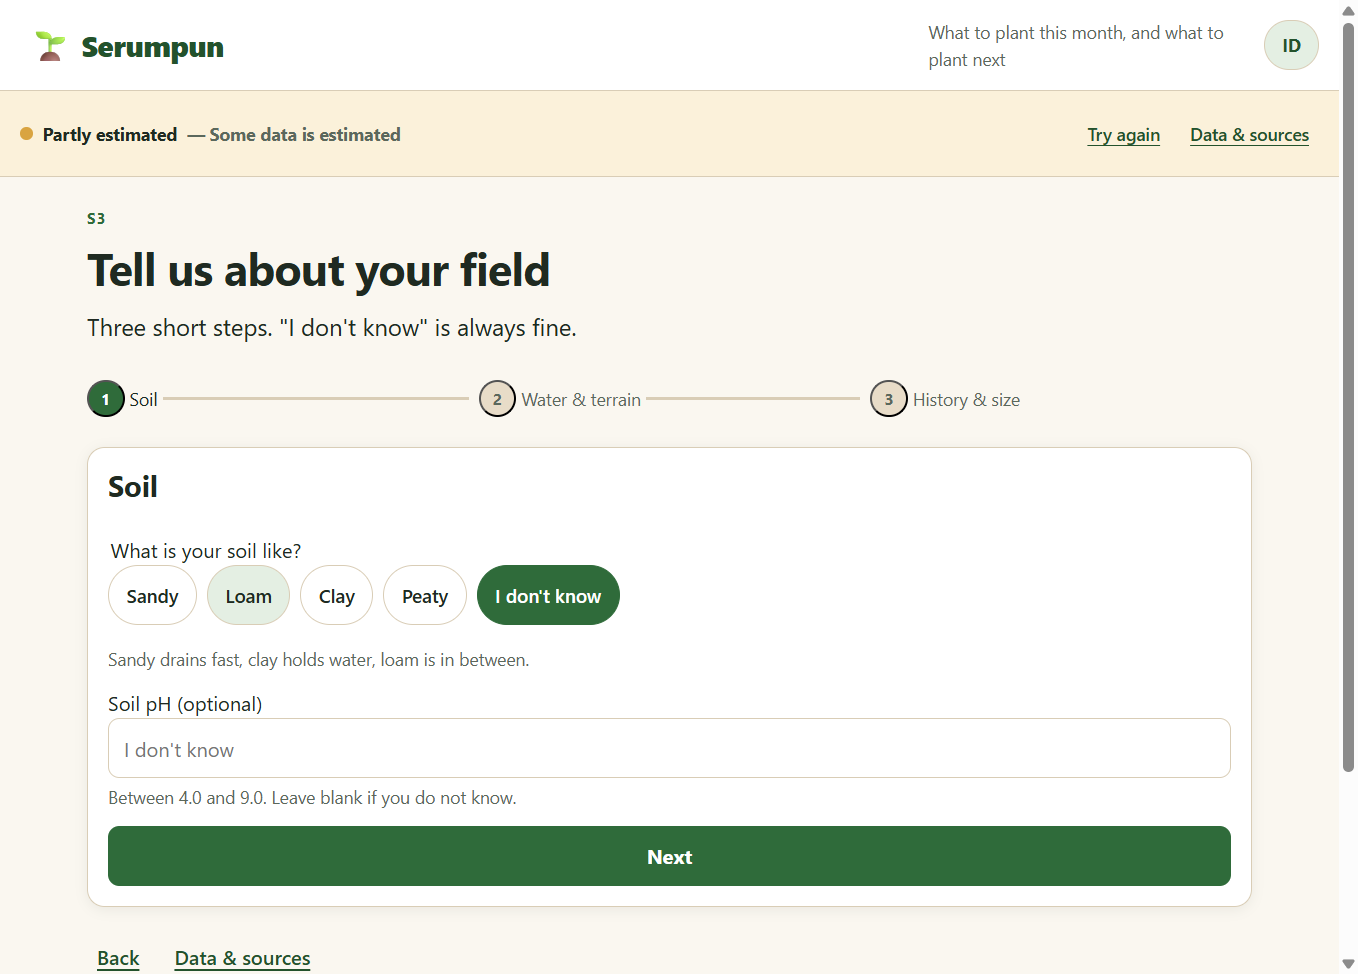 Serumpun
What to plant this month, and what to
plant next
ID
Partly estimated — Some data is estimated
Try again
Data & sources
S3
Tell us about your field
Three short steps. "I don't know" is always fine.
1 Soil
2 Water & terrain
3 History & size
Soil
What is your soil like?
Sandy
Loam
Clay
Peaty
I don't know
Sandy drains fast, clay holds water, loam is in between.
Soil pH (optional)
I don't know
Between 4.0 and 9.0. Leave blank if you do not know.
Next
Back
Data & sources